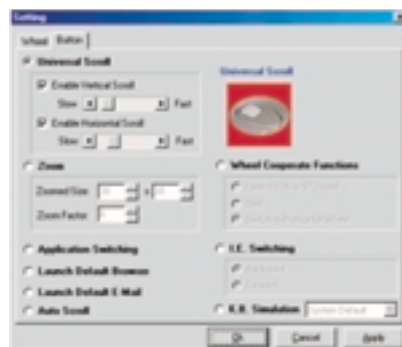 Setting
Wheel Button
Universal Scroll
Enable Vertical Scroll
Slow Fast
Enable Horizontal Scroll
Slow Fast
Universal Scroll
Zoom
Zoomed Size: x
Zoom Factor:
Wheel Cooperate Functions
Application Switching
Launch Default Browser
Launch Default E-Mail
Auto Scroll
I.E. Switching
Backward
Forward
K.B. Simulation System Default
Ok Cancel Apply